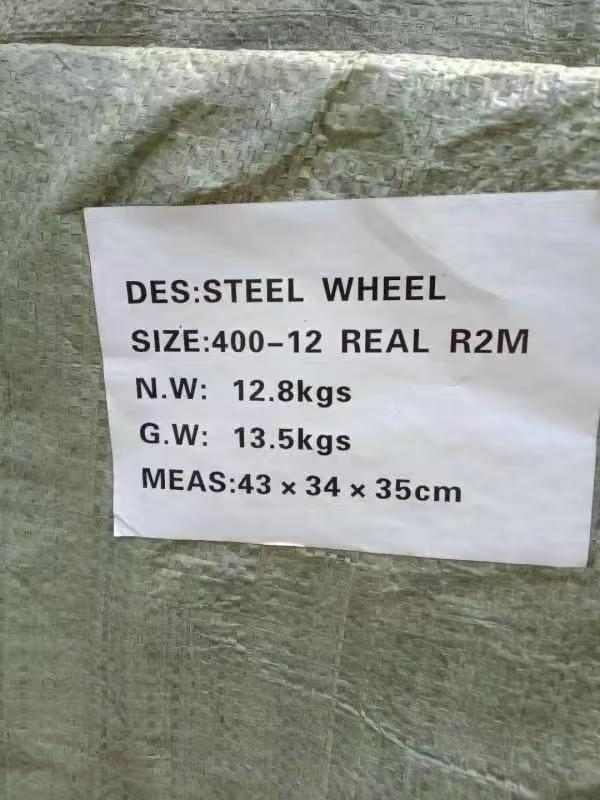 DES:STEEL WHEEL
SIZE:400-12 REAL R2M
N.W: 12.8kgs
G.W: 13.5kgs
MEAS:43 × 34 × 35cm